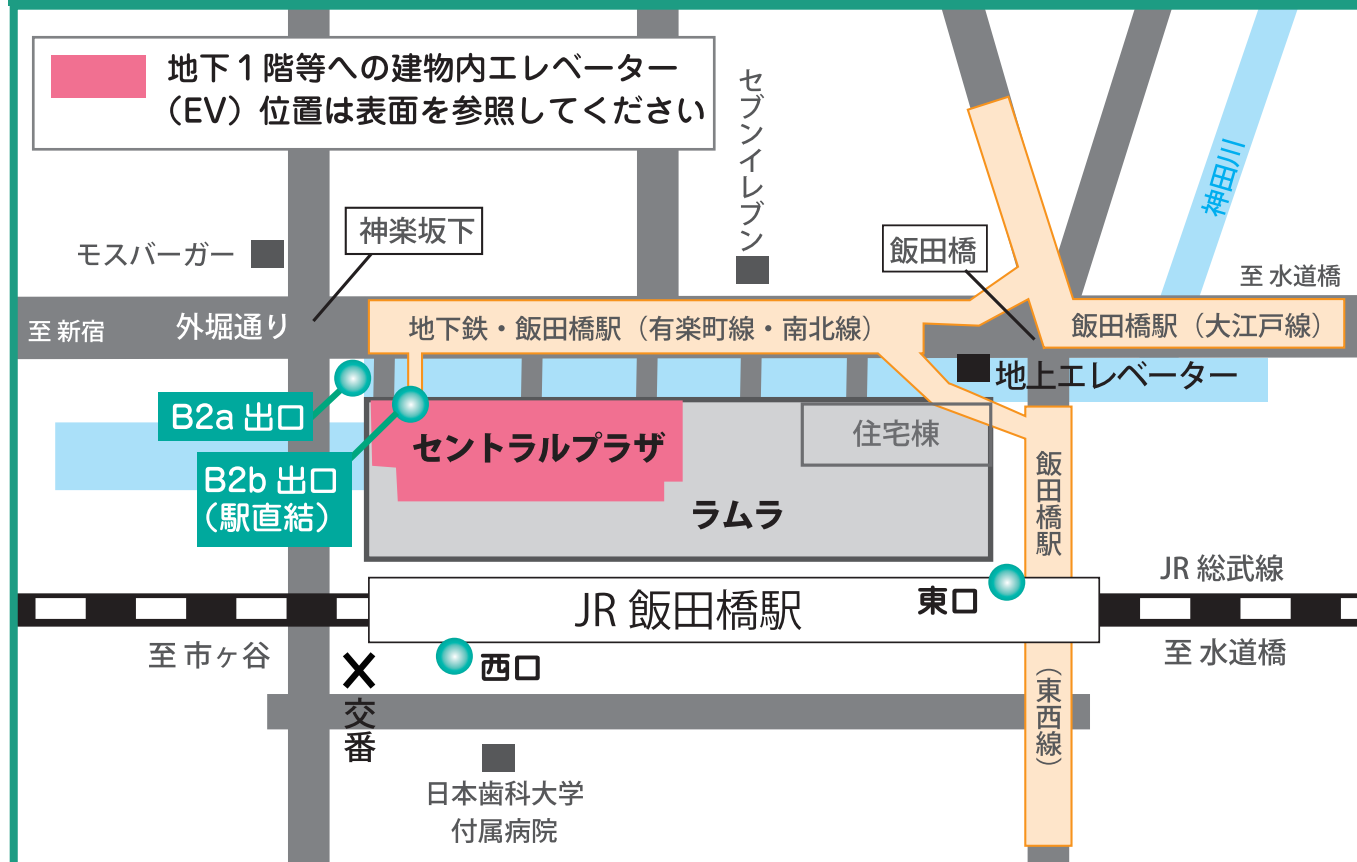 地下1階等への建物内エレベーター
（EV）位置は表面を参照してください
セブンイレブン
神田川
神楽坂下
モスバーガー
飯田橋
至 水道橋
至 新宿
外堀通り
地下鉄・飯田橋駅（有楽町線・南北線）
飯田橋駅（大江戸線）
地上エレベーター
B2a 出口
セントラルプラザ
住宅棟
B2b 出口
（駅直結）
ラムラ
飯田橋駅
JR 総武線
JR 飯田橋駅
東口
至 市ヶ谷
西口
至 水道橋
交番
（東西線）
日本歯科大学
付属病院